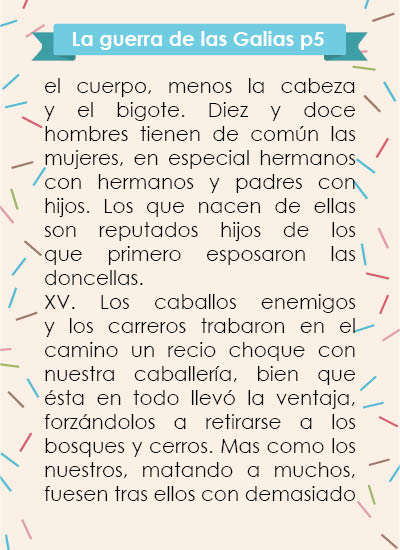 La guerra de las Galias p5
el cuerpo, menos la cabeza
y el bigote. Diez y doce
hombres tienen de común las
mujeres, en especial hermanos
con hermanos y padres con
hijos. Los que nacen de ellas
son reputados hijos de los
que primero esposaron las
doncellas.
XV. Los caballos enemigos
y los carreros trabaron en el
camino un recio choque con
nuestra caballería, bien que
ésta en todo llevó la ventaja,
forzándolos a retirarse a los
bosques y cerros. Mas como los
nuestros, matando a muchos,
fuesen tras ellos con demasiado